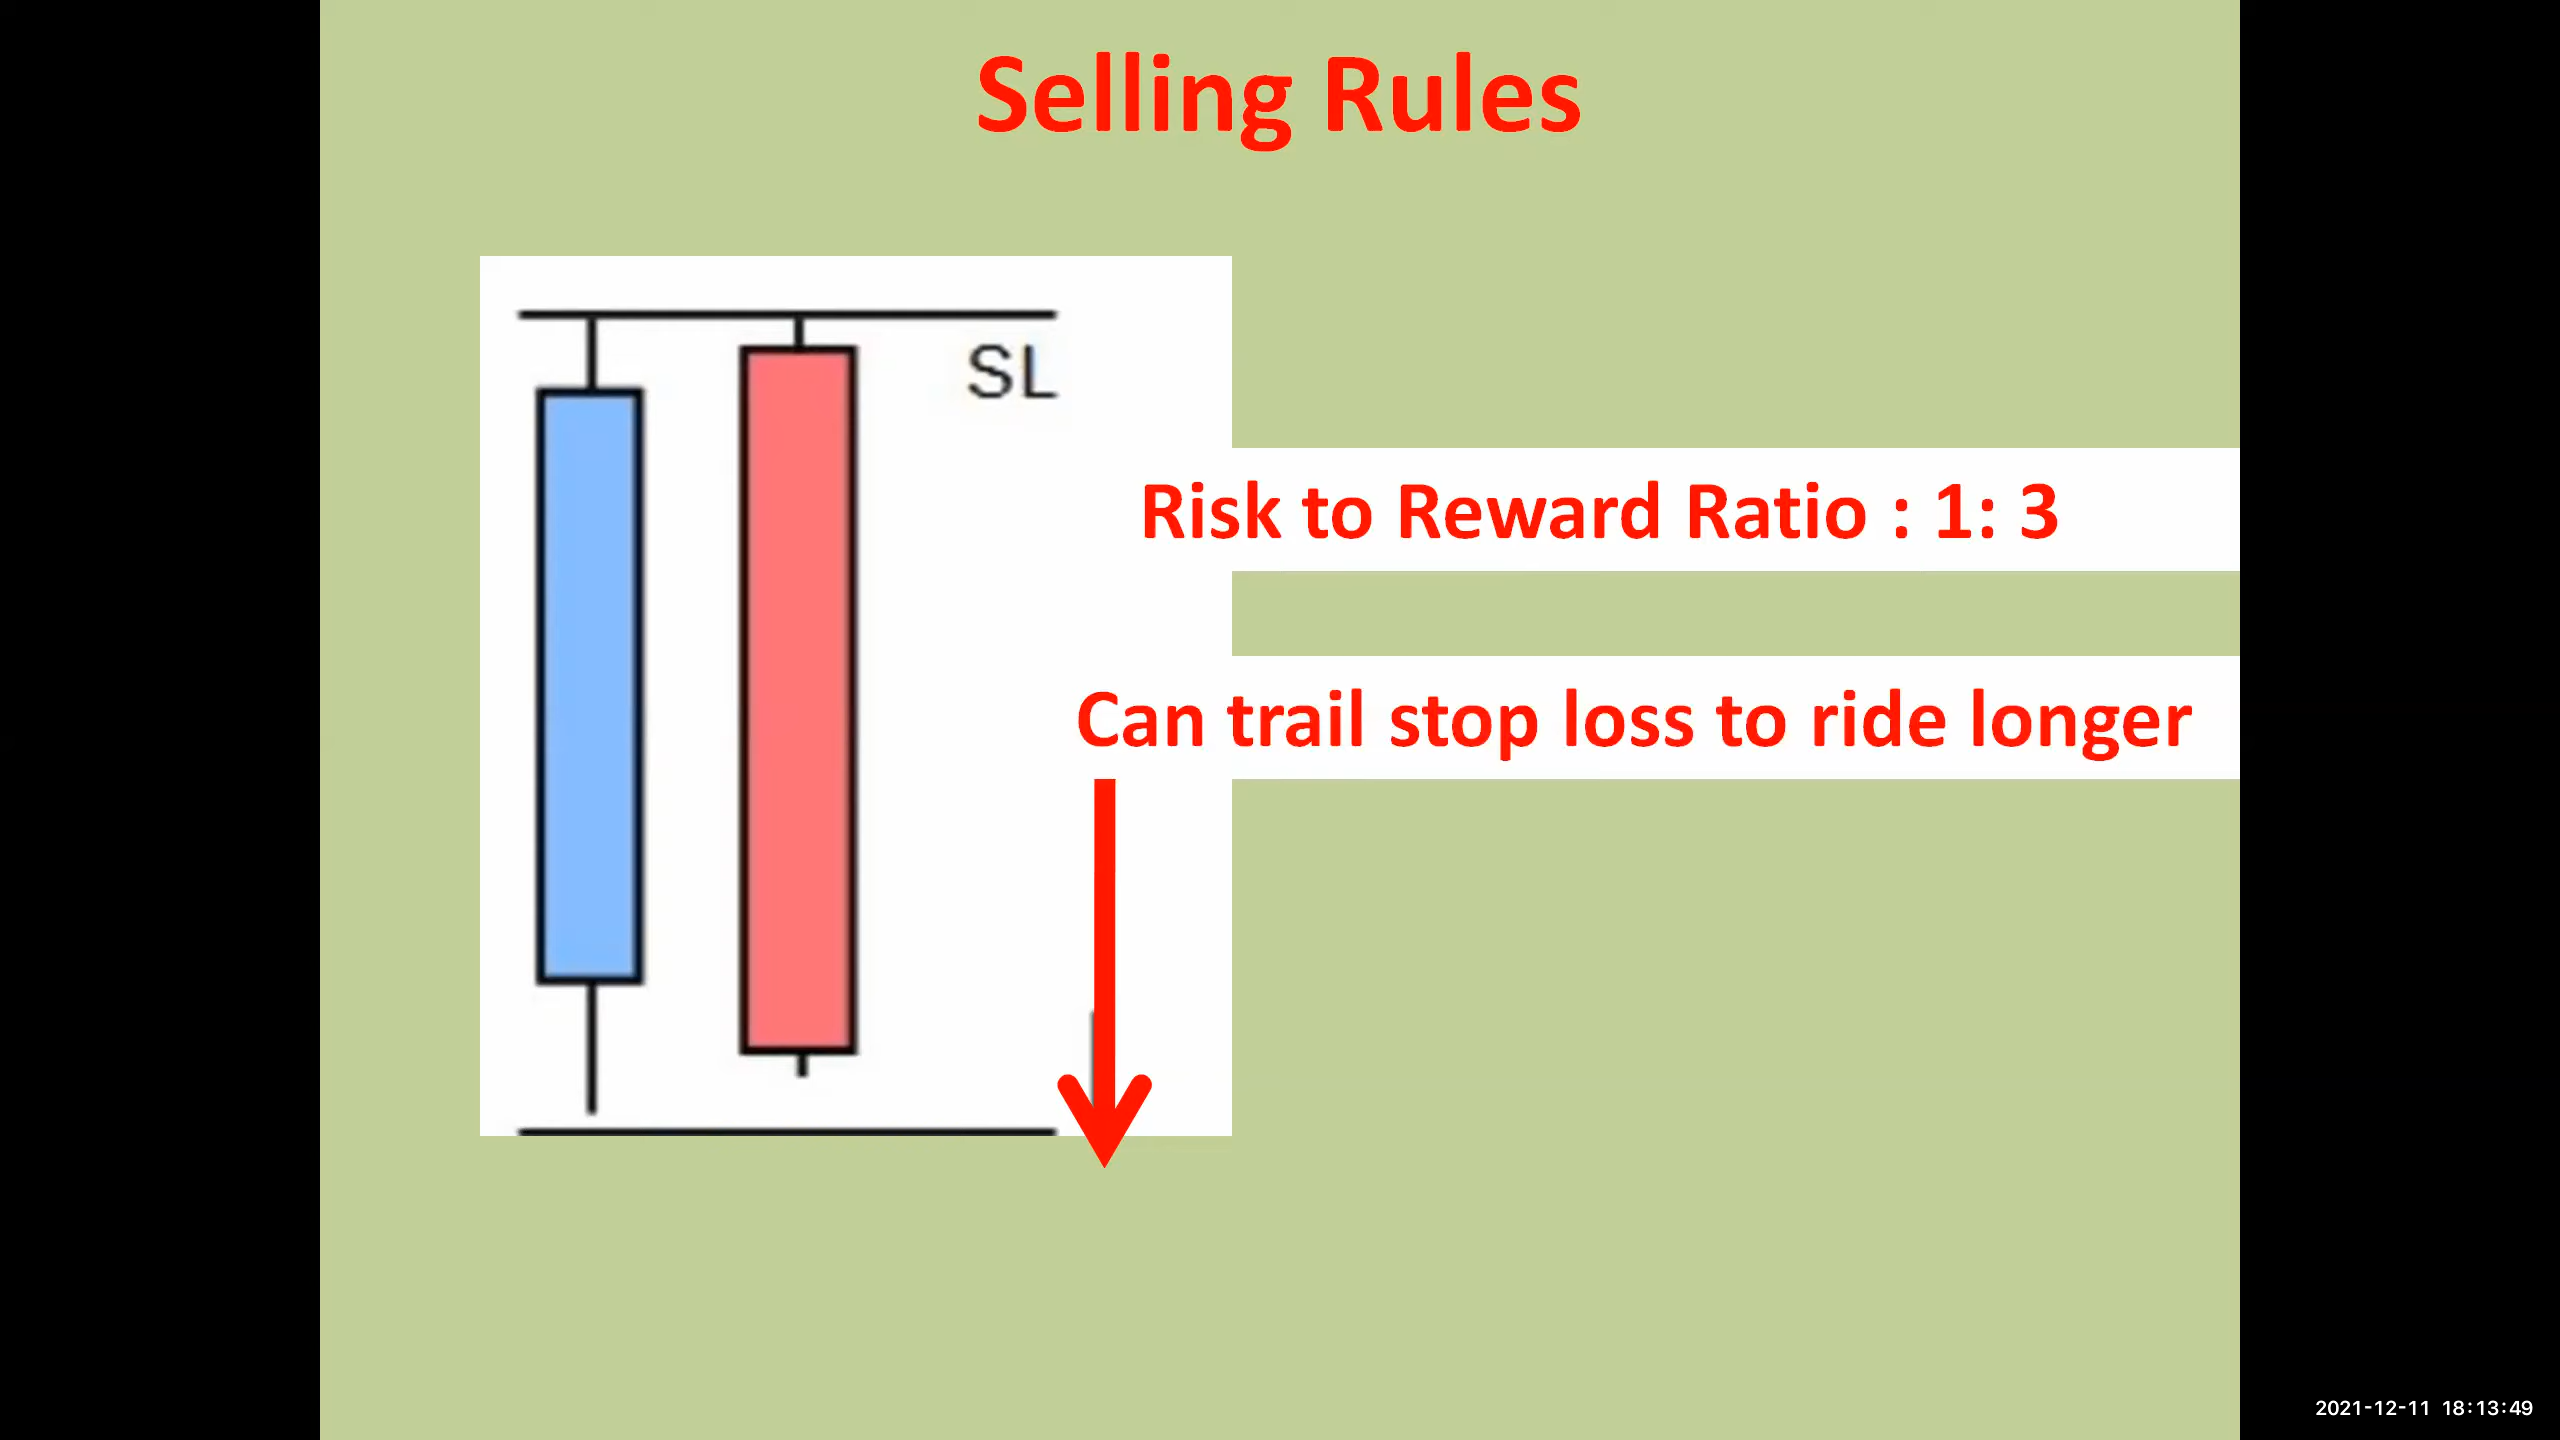 Selling Rules
SL
Risk to Reward Ratio : 1: 3
Can trail stop loss to ride longer
2021-12-11 18:13:49